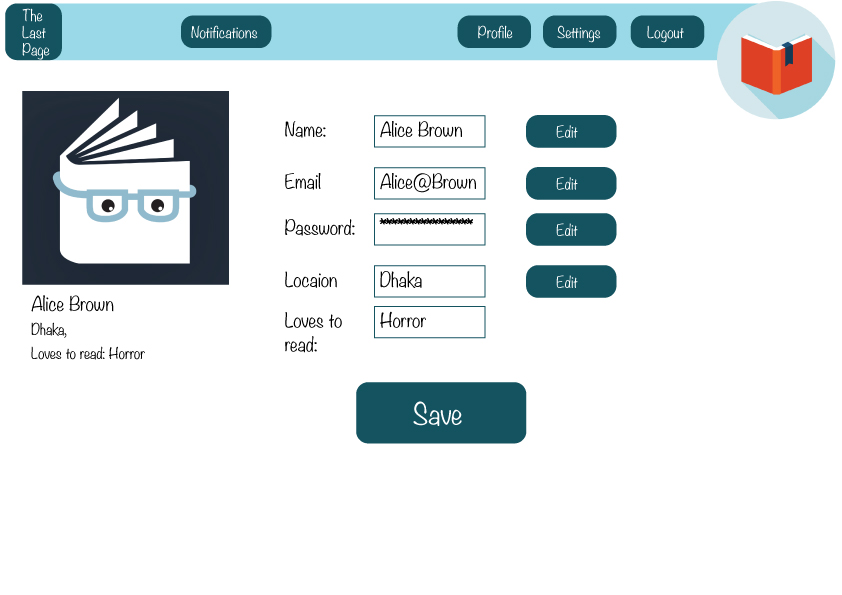 The
Last
Page
Notifications
Profile
Settings
Logout
Name:
Alice Brown
Edit
Email
Alice@Brown
Edit
Password:
****************
Edit
Locaion
Dhaka
Edit
Loves to
read:
Horror
Alice Brown
Dhaka,
Loves to read: Horror
Save